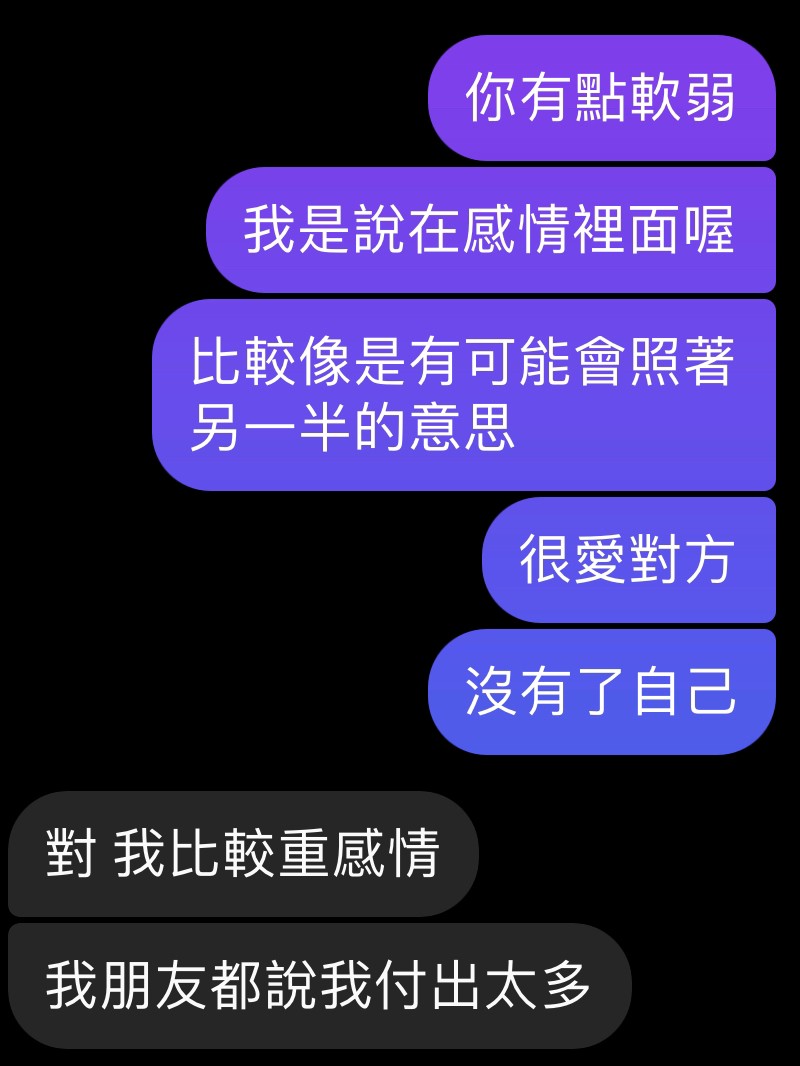 你有點軟弱
我是說在感情裡面喔
比較像是有可能會照著
另一半的意思
很愛對方
沒有了自己
對 我比較重感情
我朋友都說我付出太多